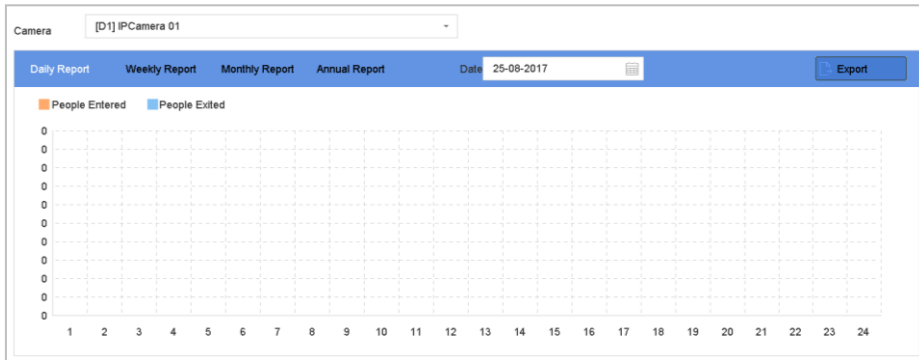 Camera [D1] IPCamera 01
Daily Report Weekly Report Monthly Report Annual Report Date 25-08-2017 Export
People Entered People Exited
0
0
0
0
0
0
0
0
0
0
0
1 2 3 4 5 6 7 8 9 10 11 12 13 14 15 16 17 18 19 20 21 22 23 24